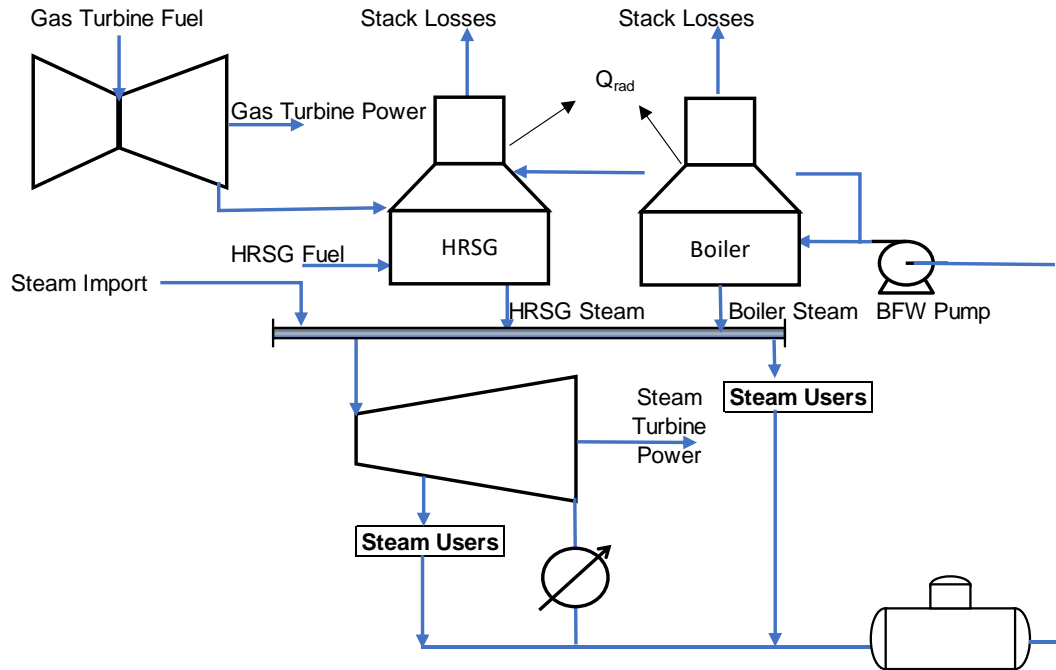 Gas Turbine Fuel
Stack Losses
Stack Losses
Qrad
Gas Turbine Power
HRSG
Boiler
HRSG Fuel
Steam Import
HRSG Steam
Boiler Steam
BFW Pump
Steam
Turbine
Power
Steam Users
Steam Users